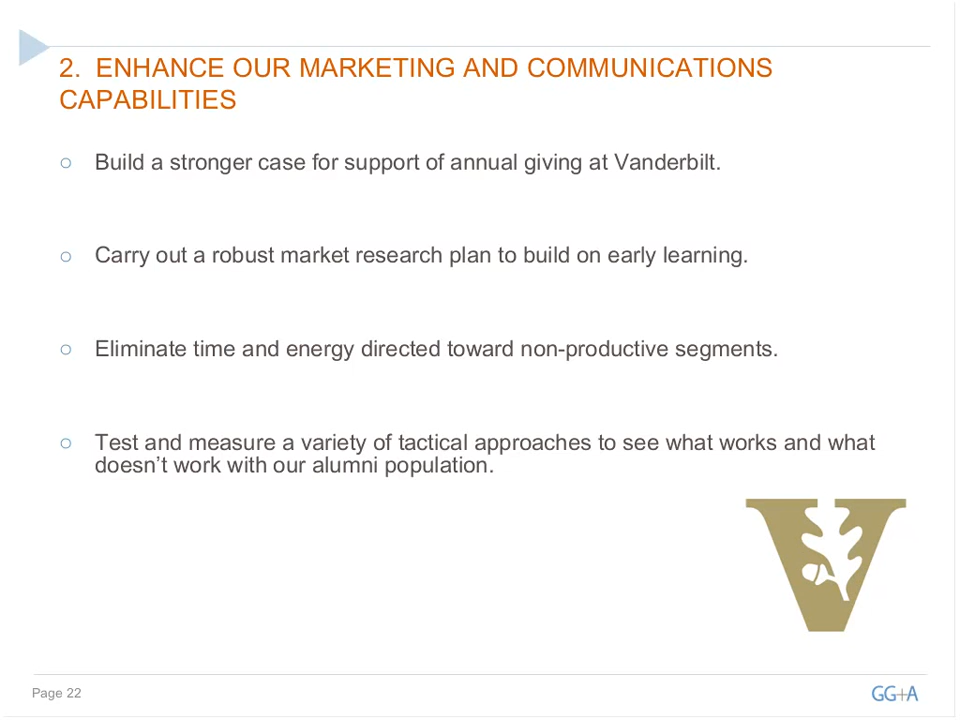 2. ENHANCE OUR MARKETING AND COMMUNICATIONS
CAPABILITIES
○ Build a stronger case for support of annual giving at Vanderbilt.
○ Carry out a robust market research plan to build on early learning.
○ Eliminate time and energy directed toward non-productive segments.
○ Test and measure a variety of tactical approaches to see what works and what
doesn’t work with our alumni population.
V
Page 22
GG+A